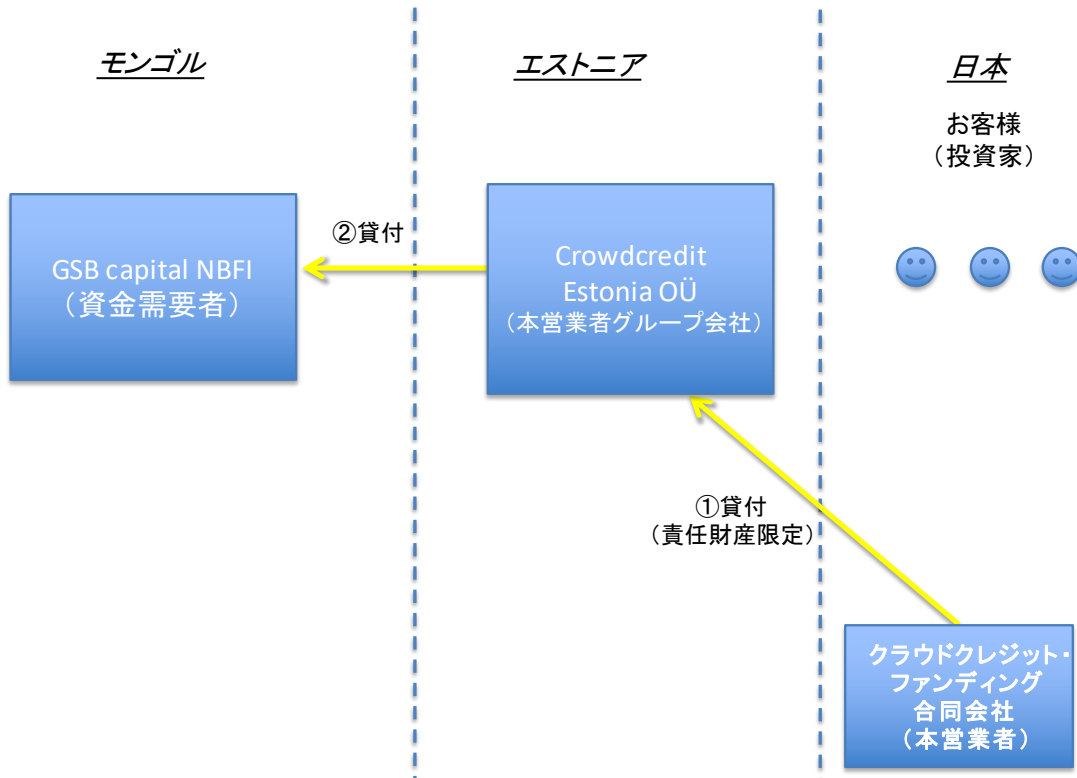 モンゴル
エストニア
日本
お客様
（投資家）
GSB capital NBFI
（資金需要者）
②貸付
Crowdcredit
Estonia OÜ
（本営業者グループ会社）
①貸付
（責任財産限定）
クラウドクレジット・
ファンディング
合同会社
（本営業者）